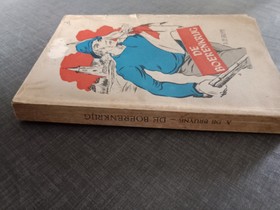 DE
BOERENKRIJG
A. DE BRUYNE - DE BOERENKRIJG